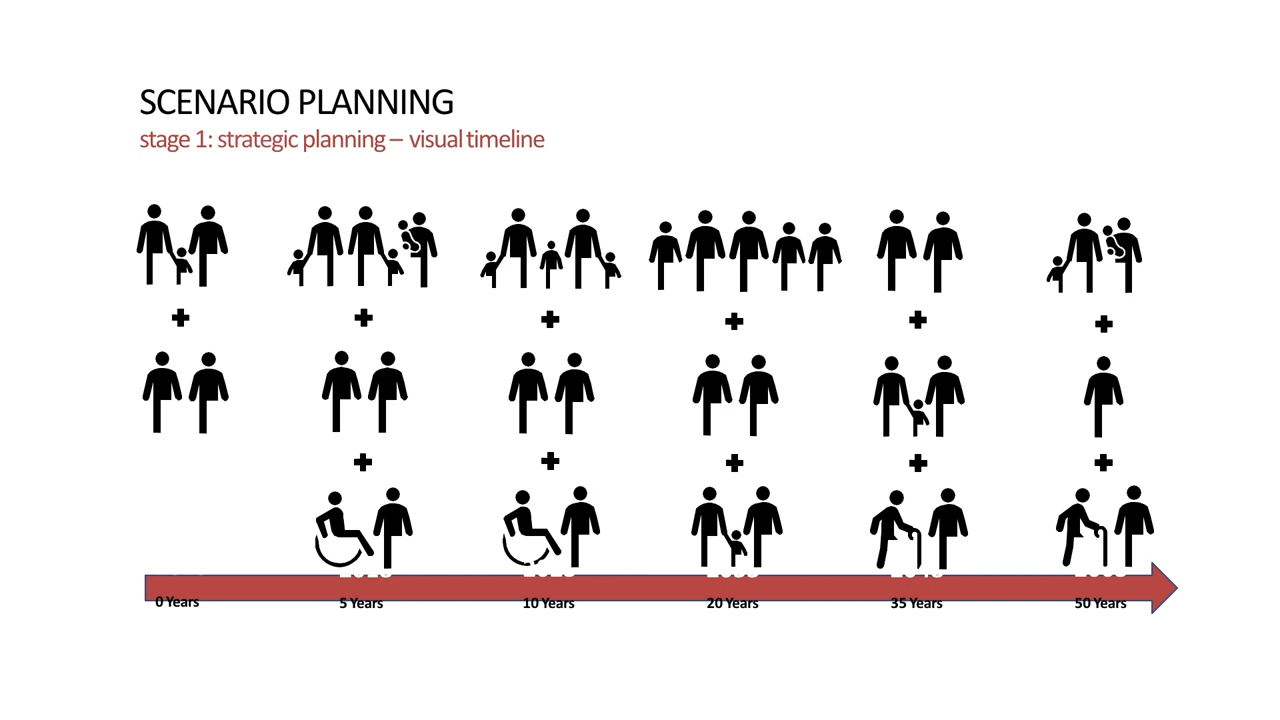 SCENARIO PLANNING
stage 1: strategic planning – visual timeline
0 Years
5 Years
10 Years
20 Years
35 Years
50 Years